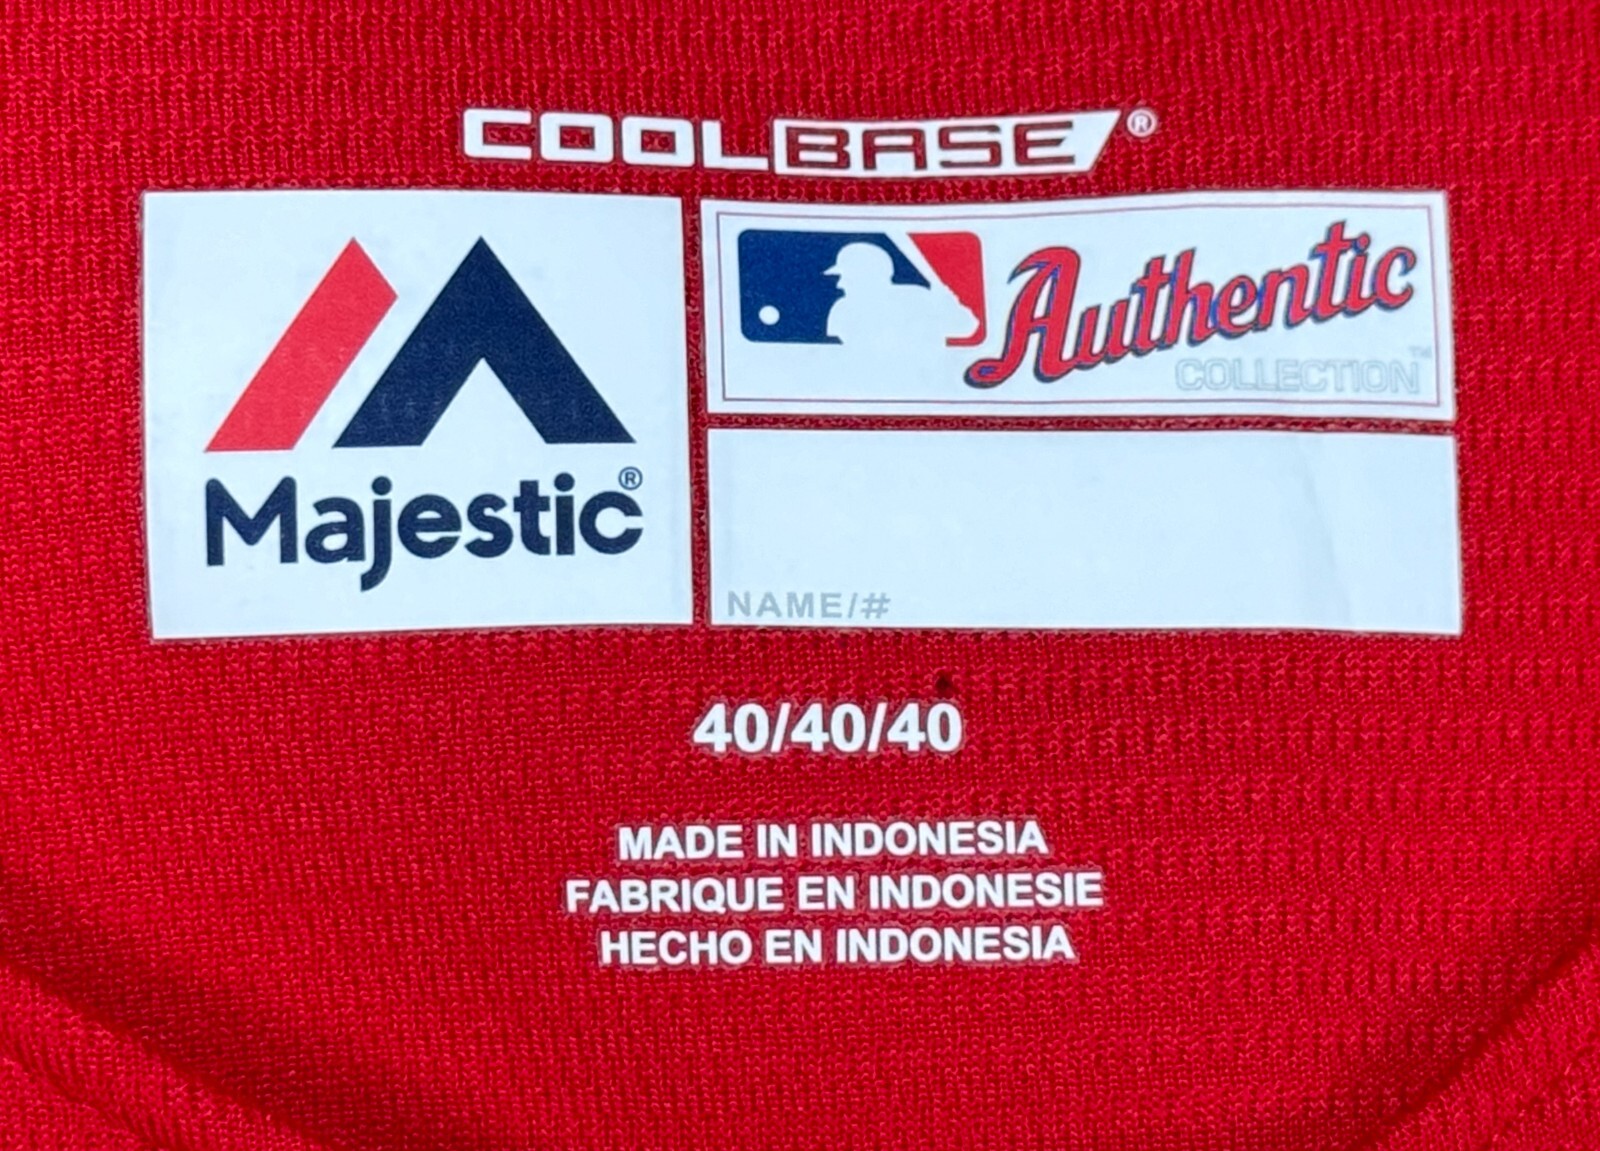 COOLBASE®
Majestic®
Authentic
COLLECTION™
NAME/#
40/40/40
MADE IN INDONESIA
FABRIQUE EN INDONESIE
HECHO EN INDONESIA